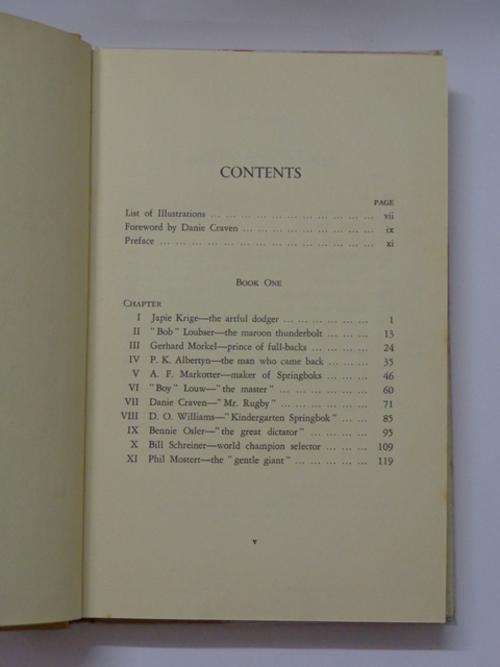 CONTENTS
PAGE
List of Illustrations ... ... ... ... ... ... ... ... ... ... ... vii
Foreword by Danie Craven ... ... ... ... ... ... ... ... ... ix
Preface ... ... ... ... ... ... ... ... ... ... ... ... ... ... xi
BOOK ONE
CHAPTER
I Japie Krige—the artful dodger ... ... ... ... ... ... 1
II "Bob" Loubser—the maroon thunderbolt ... ... ... 13
III Gerhard Morkel—prince of full-backs ... ... ... ... 24
IV P. K. Albertyn—the man who came back ... ... ... 35
V A. F. Markotter—maker of Springboks ... ... ... 46
VI "Boy" Louw—"the master" ... ... ... ... ... ... 60
VII Danie Craven—"Mr. Rugby" ... ... ... ... ... ... 71
VIII D. O. Williams—"Kindergarten Springbok" ... ... 85
IX Bennie Osler—"the great dictator" ... ... ... ... 95
X Bill Schreiner—world champion selector ... ... ... 109
XI Phil Mostert—the "gentle giant" ... ... ... ... ... 119
v